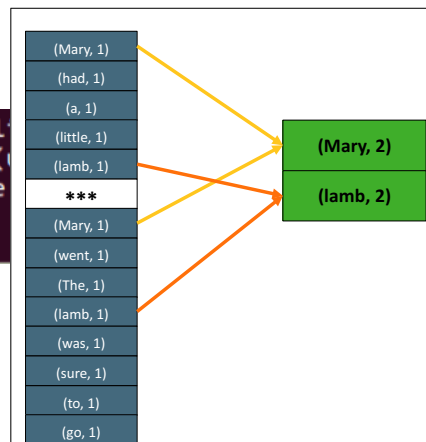 (Mary, 1)
(had, 1)
(a, 1)
(little, 1)
(lamb, 1)
***
(Mary, 1)
(went, 1)
(The, 1)
(lamb, 1)
(was, 1)
(sure, 1)
(to, 1)
(go, 1)
(Mary, 2)
(lamb, 2)